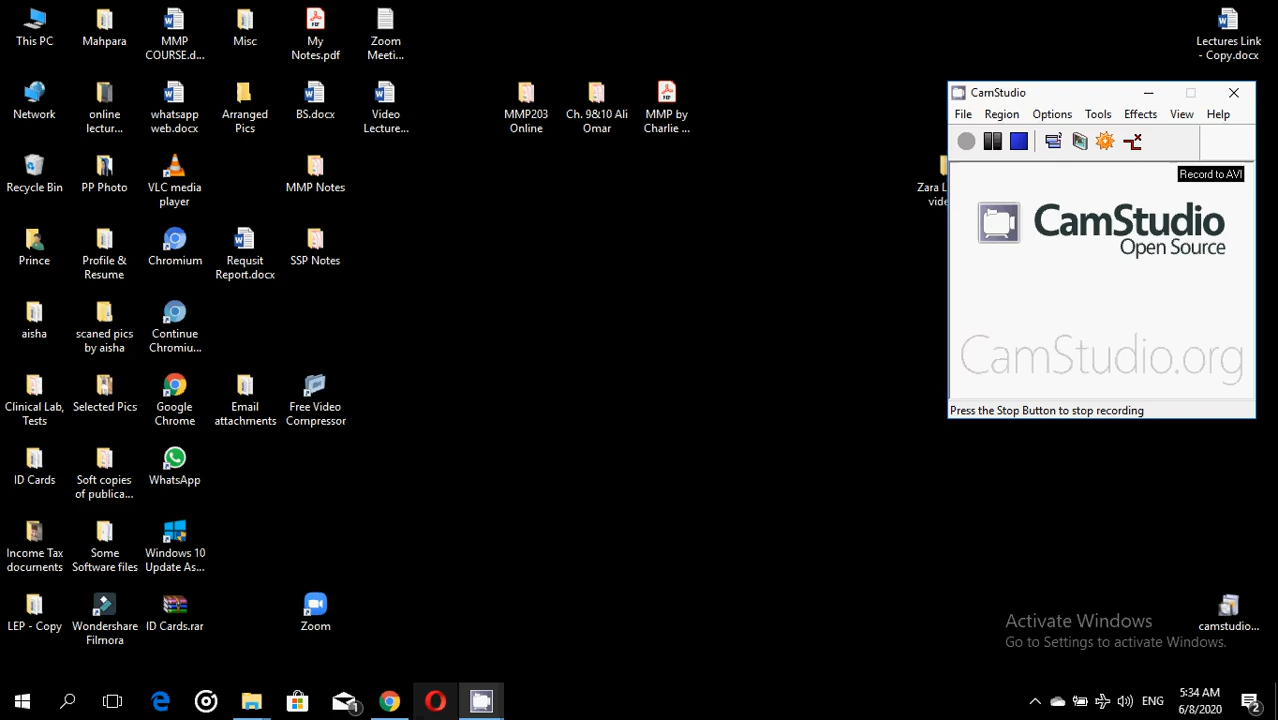 This PC
Mahpara
MMP
COURSE.d...
Misc
My
Notes.pdf
Zoom
Meeti...
Lectures Link
- Copy.docx
Network
online
lectur...
whatsapp
web.docx
Arranged
Pics
BS.docx
Video
Lecture...
MMP203
Online
Ch. 9&10 Ali
Omar
MMP by
Charlie ...
CamStudio
File Region Options Tools Effects View Help
Record to AVI
CamStudio
Open Source
CamStudio.org
Press the Stop Button to stop recording
Recycle Bin
PP Photo
VLC media
player
MMP Notes
Zara L
vide
Prince
Profile &
Resume
Chromium
Requsit
Report.docx
SSP Notes
aisha
scaned pics
by aisha
Continue
Chromiu...
Clinical Lab,
Tests
Selected Pics
Google
Chrome
Email
attachments
Free Video
Compressor
ID Cards
Soft copies
of publica...
WhatsApp
Income Tax
documents
Some
Software files
Windows 10
Update As...
LEP - Copy
Wondershare
Filmora
ID Cards.rar
Zoom
Activate Windows
Go to Settings to activate Windows.
camstudio...
1
ENG
5:34 AM
6/8/2020
2